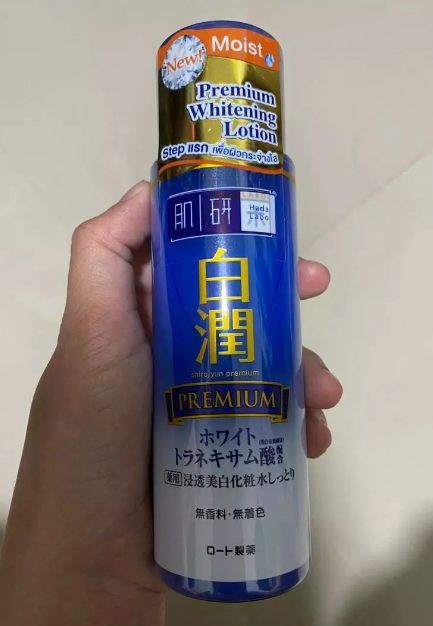 New!
Moist
Premium
Whitening
Lotion
Step แรก เพื่อผิวกระจ่างใส
肌研
Hada
Labo
白潤
shirojyun premium
PREMIUM
ホワイト
トラネキサム酸配合
薬用 浸透美白化粧水しっとり
無香料・無着色
ロート製薬